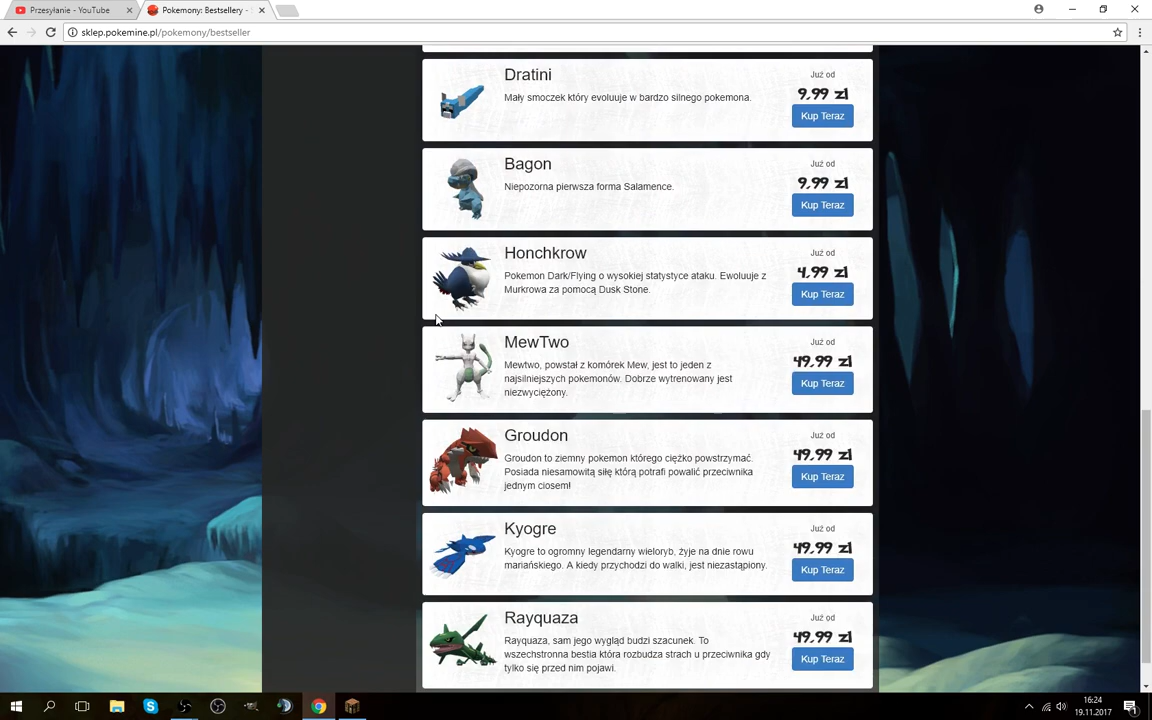 Przesyłanie - YouTube
Pokemony: Bestsellery -
sklep.pokemine.pl/pokemony/bestseller
Dratini
Mały smoczek który evoluuje w bardzo silnego pokemona.
Już od
9,99 zl
Kup Teraz
Bagon
Niepozorna pierwsza forma Salamence.
Już od
9,99 zl
Kup Teraz
Honchkrow
Pokemon Dark/Flying o wysokiej statystyce ataku. Ewoluuje z
Murkrowa za pomocą Dusk Stone.
Już od
4,99 zl
Kup Teraz
MewTwo
Mewtwo, powstał z komórek Mew, jest to jeden z
najsilniejszych pokemonów. Dobrze wytrenowany jest
niezwyciężony.
Już od
49,99 zl
Kup Teraz
Groudon
Groudon to ziemny pokemon którego ciężko powstrzymać.
Posiada niesamowitą siłę którą potrafi powalić przeciwnika
jednym ciosem!
Już od
49,99 zl
Kup Teraz
Kyogre
Kyogre to ogromny legendarny wieloryb, żyje na dnie rowu
mariańskiego. A kiedy przychodzi do walki, jest niezastąpiony.
Już od
49,99 zl
Kup Teraz
Rayquaza
Rayquaza, sam jego wygląd budzi szacunek. To
wszechstronna bestia która rozbudza strach u przeciwnika gdy
tylko się przed nim pojawi.
Już od
49,99 zl
Kup Teraz
16:24
19.11.2017